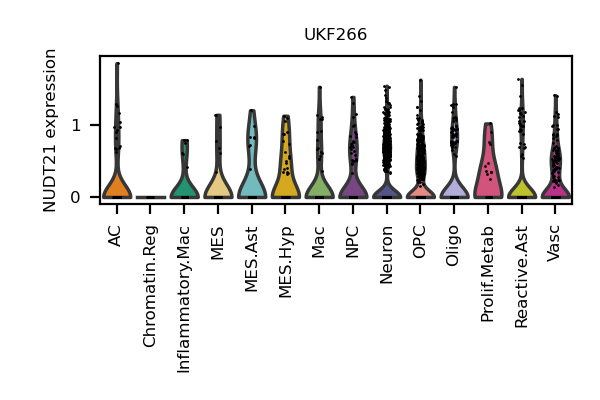 UKF266
NUDT21 expression
1
0
AC
Chromatin.Reg
Inflammatory.Mac
MES
MES.Ast
MES.Hyp
Mac
NPC
Neuron
OPC
Oligo
Prolif.Metab
Reactive.Ast
Vasc